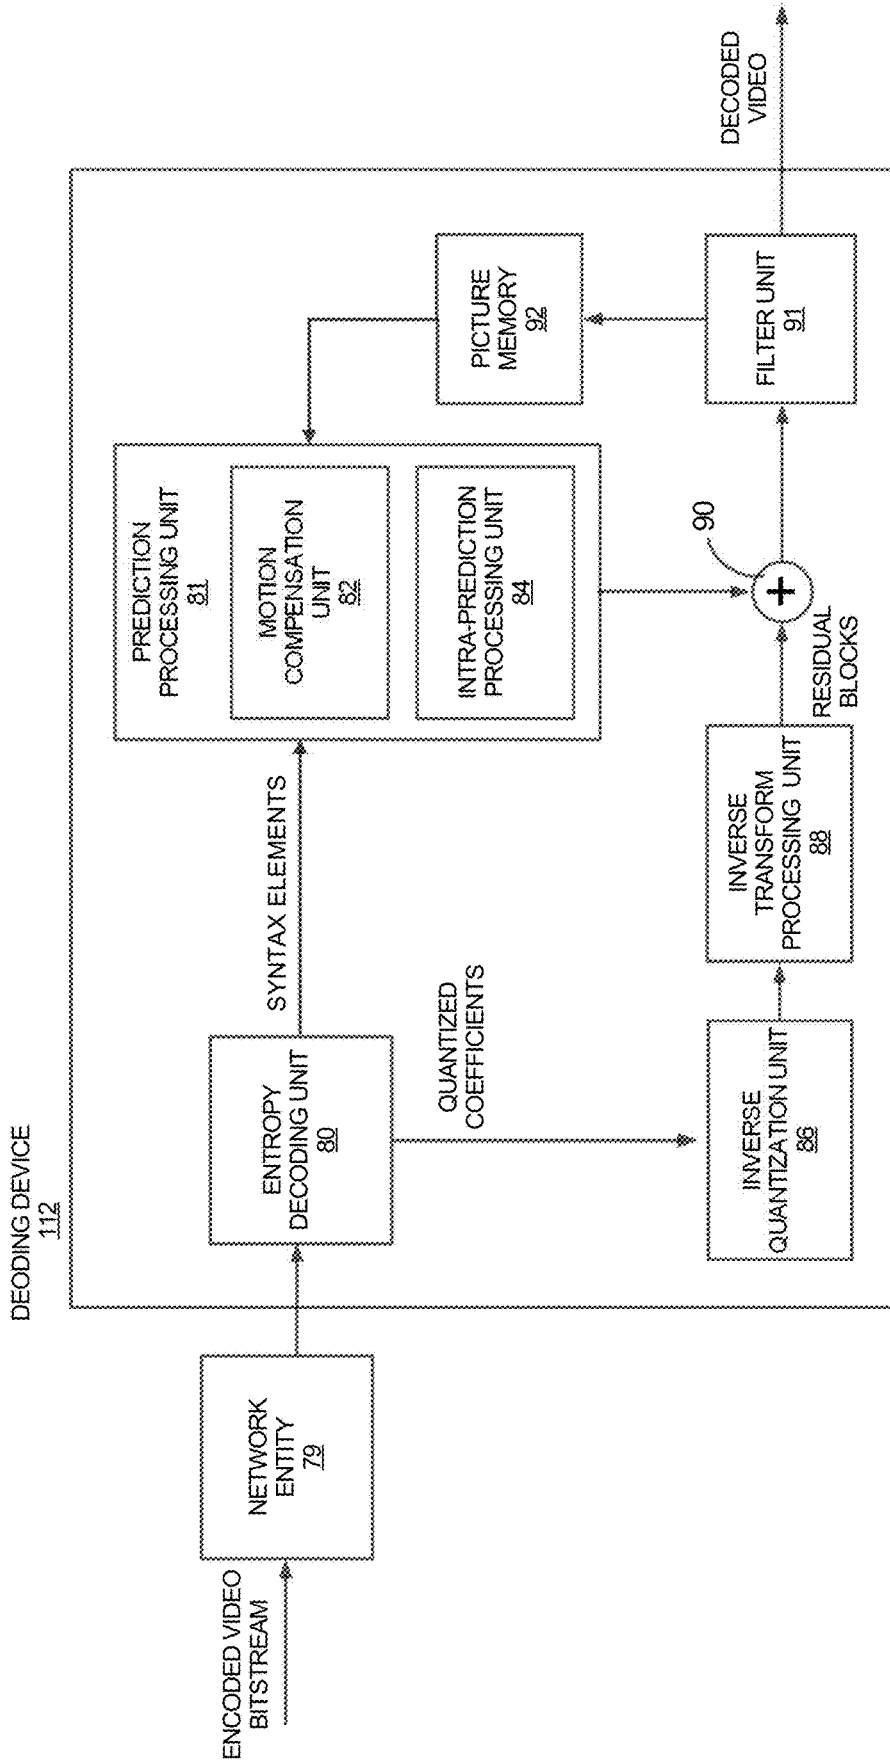 DEODING DEVICE
112
ENCODED VIDEO
BITSTREAM
NETWORK
ENTITY
79
ENTROPY
DECODING UNIT
80
SYNTAX ELEMENTS
QUANTIZED
COEFFICIENTS
PREDICTION
PROCESSING UNIT
81
MOTION
COMPENSATION
UNIT
82
INTRA-PREDICTION
PROCESSING UNIT
84
PICTURE
MEMORY
92
INVERSE
QUANTIZATION UNIT
86
INVERSE
TRANSFORM
PROCESSING UNIT
88
RESIDUAL
BLOCKS
90
+
FILTER UNIT
91
DECODED
VIDEO